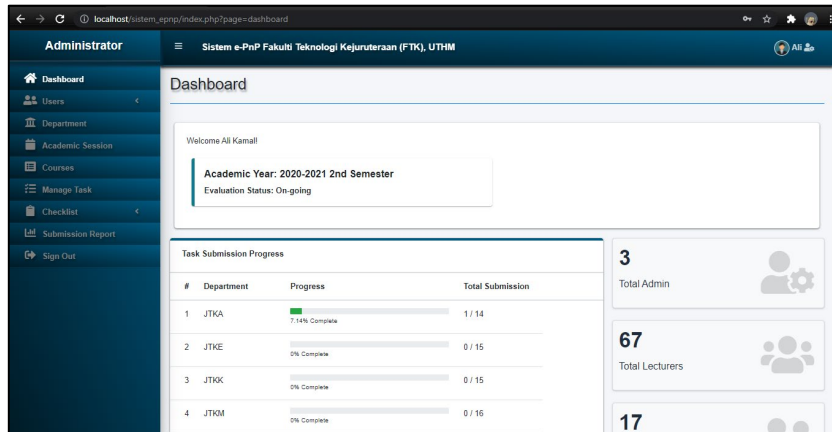 localhost/sistem_epnp/index.php?page=dashboard
Administrator
Sistem e-PnP Fakulti Teknologi Kejuruteraan (FTK), UTHM
Ali
Dashboard
Users
Department
Academic Session
Courses
Manage Task
Checklist
Submission Report
Sign Out
Dashboard
Welcome Ali Kamal!
Academic Year: 2020-2021 2nd Semester
Evaluation Status: On-going
Task Submission Progress
# Department Progress Total Submission
1 JTKA 7.14% Complete 1 / 14
2 JTKE 0% Complete 0 / 15
3 JTKK 0% Complete 0 / 15
4 JTKM 0% Complete 0 / 16
3
Total Admin
67
Total Lecturers
17